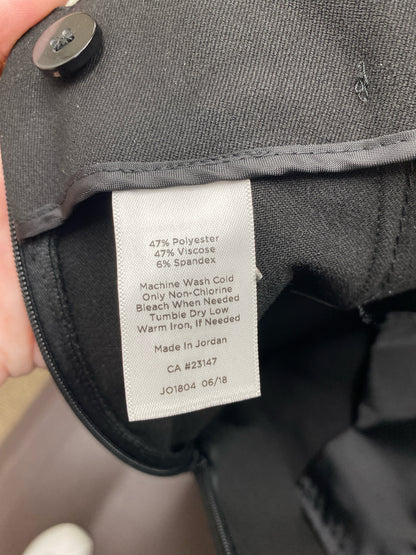 47% Polyester
47% Viscose
6% Spandex
Machine Wash Cold
Only Non-Chlorine
Bleach When Needed
Tumble Dry Low
Warm Iron, If Needed
Made In Jordan
CA #23147
JO1804 06/18